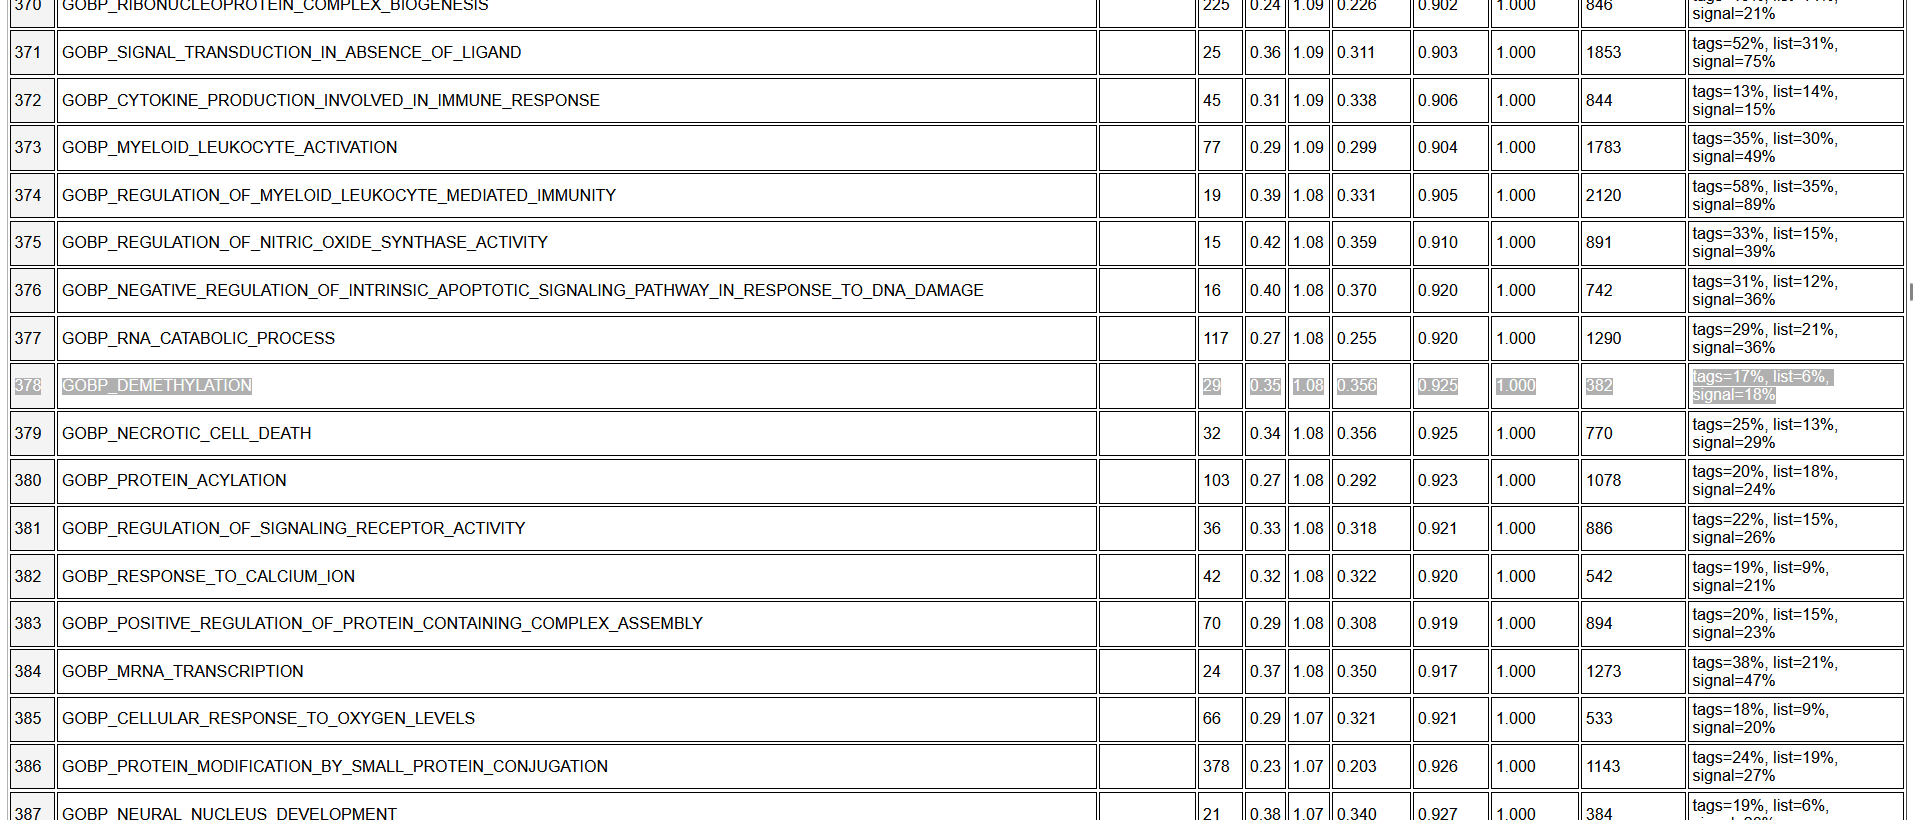 370 GOBP_RIBONUCLEOPROTEIN_COMPLEX_BIOGENESIS 225 0.24 1.09 0.226 0.902 1.000 846
signal=21%
371 GOBP_SIGNAL_TRANSDUCTION_IN_ABSENCE_OF_LIGAND 25 0.36 1.09 0.311 0.903 1.000 1853 tags=52%, list=31%,
signal=75%
372 GOBP_CYTOKINE_PRODUCTION_INVOLVED_IN_IMMUNE_RESPONSE 45 0.31 1.09 0.338 0.906 1.000 844 tags=13%, list=14%,
signal=15%
373 GOBP_MYELOID_LEUKOCYTE_ACTIVATION 77 0.29 1.09 0.299 0.904 1.000 1783 tags=35%, list=30%,
signal=49%
374 GOBP_REGULATION_OF_MYELOID_LEUKOCYTE_MEDIATED_IMMUNITY 19 0.39 1.08 0.331 0.905 1.000 2120 tags=58%, list=35%,
signal=89%
375 GOBP_REGULATION_OF_NITRIC_OXIDE_SYNTHASE_ACTIVITY 15 0.42 1.08 0.359 0.910 1.000 891 tags=33%, list=15%,
signal=39%
376 GOBP_NEGATIVE_REGULATION_OF_INTRINSIC_APOPTOTIC_SIGNALING_PATHWAY_IN_RESPONSE_TO_DNA_DAMAGE 16 0.40 1.08 0.370 0.920 1.000 742 tags=31%, list=12%,
signal=36%
377 GOBP_RNA_CATABOLIC_PROCESS 117 0.27 1.08 0.255 0.920 1.000 1290 tags=29%, list=21%,
signal=36%
378 GOBP_DEMETHYLATION 29 0.35 1.08 0.356 0.925 1.000 382 tags=17%, list=6%,
signal=18%
379 GOBP_NECROTIC_CELL_DEATH 32 0.34 1.08 0.356 0.925 1.000 770 tags=25%, list=13%,
signal=29%
380 GOBP_PROTEIN_ACYLATION 103 0.27 1.08 0.292 0.923 1.000 1078 tags=20%, list=18%,
signal=24%
381 GOBP_REGULATION_OF_SIGNALING_RECEPTOR_ACTIVITY 36 0.33 1.08 0.318 0.921 1.000 886 tags=22%, list=15%,
signal=26%
382 GOBP_RESPONSE_TO_CALCIUM_ION 42 0.32 1.08 0.322 0.920 1.000 542 tags=19%, list=9%,
signal=21%
383 GOBP_POSITIVE_REGULATION_OF_PROTEIN_CONTAINING_COMPLEX_ASSEMBLY 70 0.29 1.08 0.308 0.919 1.000 894 tags=20%, list=15%,
signal=23%
384 GOBP_MRNA_TRANSCRIPTION 24 0.37 1.08 0.350 0.917 1.000 1273 tags=38%, list=21%,
signal=47%
385 GOBP_CELLULAR_RESPONSE_TO_OXYGEN_LEVELS 66 0.29 1.07 0.321 0.921 1.000 533 tags=18%, list=9%,
signal=20%
386 GOBP_PROTEIN_MODIFICATION_BY_SMALL_PROTEIN_CONJUGATION 378 0.23 1.07 0.203 0.926 1.000 1143 tags=24%, list=19%,
signal=27%
387 GOBP_NEURAL_NUCLEUS_DEVELOPMENT 21 0.38 1.07 0.340 0.927 1.000 384 tags=19%, list=6%,